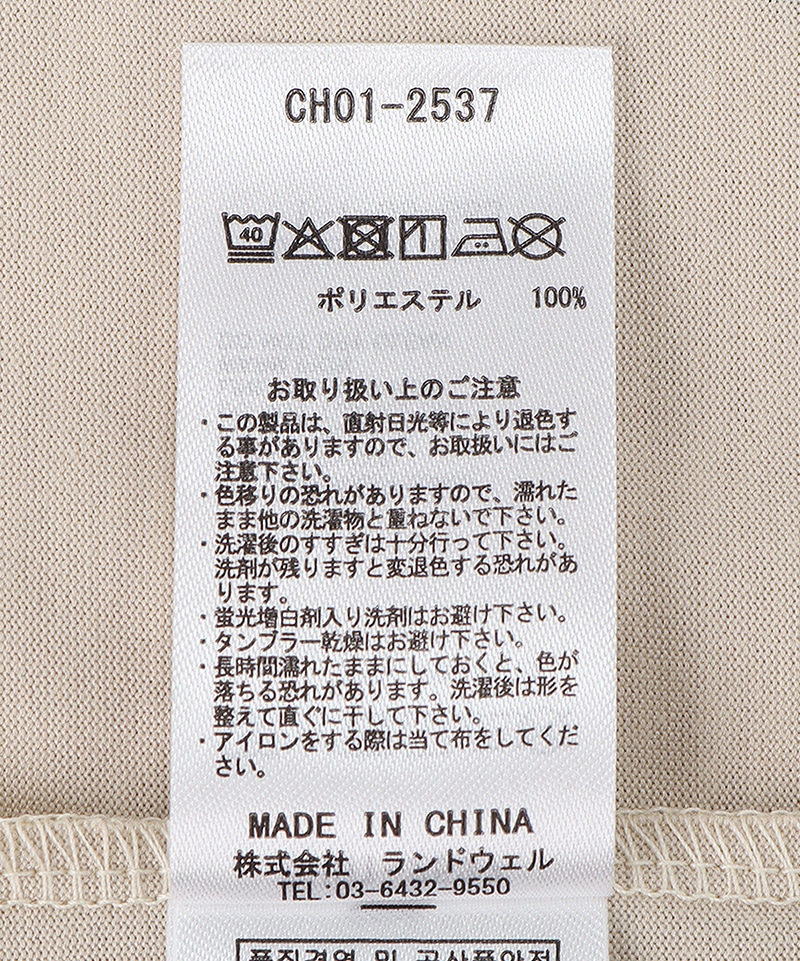 CH01-2537
40
ポリエステル 100%
お取り扱い上のご注意
・この製品は、直射日光等により退色す
る事がありますので、お取扱いにはご
注意下さい。
・色移りの恐れがありますので、濡れた
まま他の洗濯物と重ねないで下さい。
・洗濯後のすすぎは十分行って下さい。
洗剤が残りますと変退色する恐れがあ
ります。
・蛍光増白剤入り洗剤はお避け下さい。
・タンブラー乾燥はお避け下さい。
・長時間濡れたままにしておくと、色が
落ちる恐れがあります。洗濯後は形を
整えて直ぐに干して下さい。
・アイロンをする際は当て布をしてくだ
さい。
MADE IN CHINA
株式会社 ランドウェル
TEL:03-6432-9550
품질경영 및 공산품안전